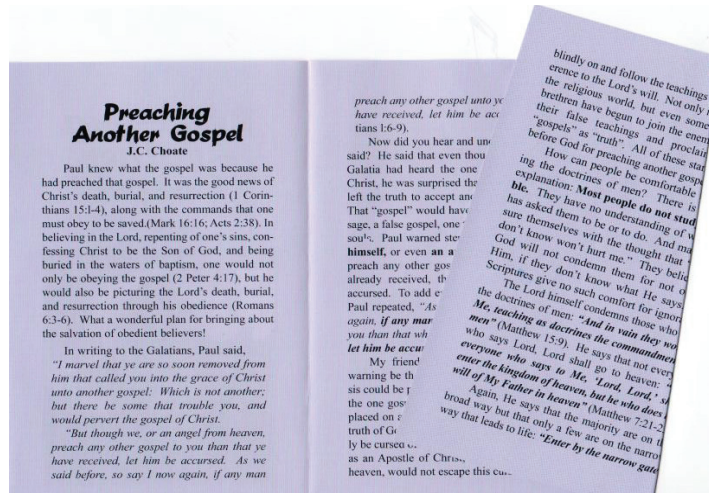 Preaching
Another Gospel
J.C. Choate
Paul knew what the gospel was because he
had preached that gospel. It was the good news of
Christ's death, burial, and resurrection (1 Corin-
thians 15:l-4), along with the commands that one
must obey to be saved.(Mark 16:16; Acts 2:38). In
believing in the Lord, repenting of one's sins, con-
fessing Christ to be the Son of God, and being
buried in the waters of baptism, one would not
only be obeying the gospel (2 Peter 4:17), but he
would also be picturing the Lord's death, burial,
and resurrection through his obedience (Romans
6:3-6). What a wonderful plan for bringing about
the salvation of obedient believers!
In writing to the Galatians, Paul said,
"I marvel that ye are so soon removed from
him that called you into the grace of Christ
unto another gospel: Which is not another;
but there be some that trouble you, and
would pervert the gospel of Christ.
"But though we, or an angel from heaven,
preach any other gospel to you than that ye
have received, let him be accursed. As we
said before, so say I now again, if any man
preach any other gospel unto
have received, let him be
tians l:6-9).
Now did you hear and
said? He said that even
Galatia had heard the one
Christ, he was surprised
left the truth to accept
That "gospel" would have
sage, a false gospel,
Paul warned
himself, or even an
preach any other
already received,
accursed. To add
Paul repeated, "As
again, if any man
you than that
let him be
My
warning be
sis could be
the one
placed on
truth of
ly be cursed
as an Apostle of
heaven, would not escape this
blindly on and follow the teachings
erence to the Lord's will. Not only
the religious world, but even some
brethren have begun to join the
their false teachings and
"gospels" as "truth". All of these
before God for preaching another
How can people be comfortable
ing the doctrines of men? There is
explanation: Most people do not
ble. They have no understanding of
has asked them to be or to do. And
sure themselves with the thought that
don't know won't hurt me." They
God will not condemn them for not
Him, if they don't know what He says.
Scriptures give no such comfort for
The Lord himself condemns those who
the doctrines of men: "And in vain they
Me, teaching as doctrines the
men" (Matthew 15:9). He says that not
who says Lord, Lord shall go to heaven:
everyone who says to Me, 'Lord, Lord,'
enter the kingdom of heaven, but he who does
will of My Father in heaven" (Matthew
Again, He says that the majority are on
broad way but that only a few are on the
way that leads to life: "Enter by the narrow